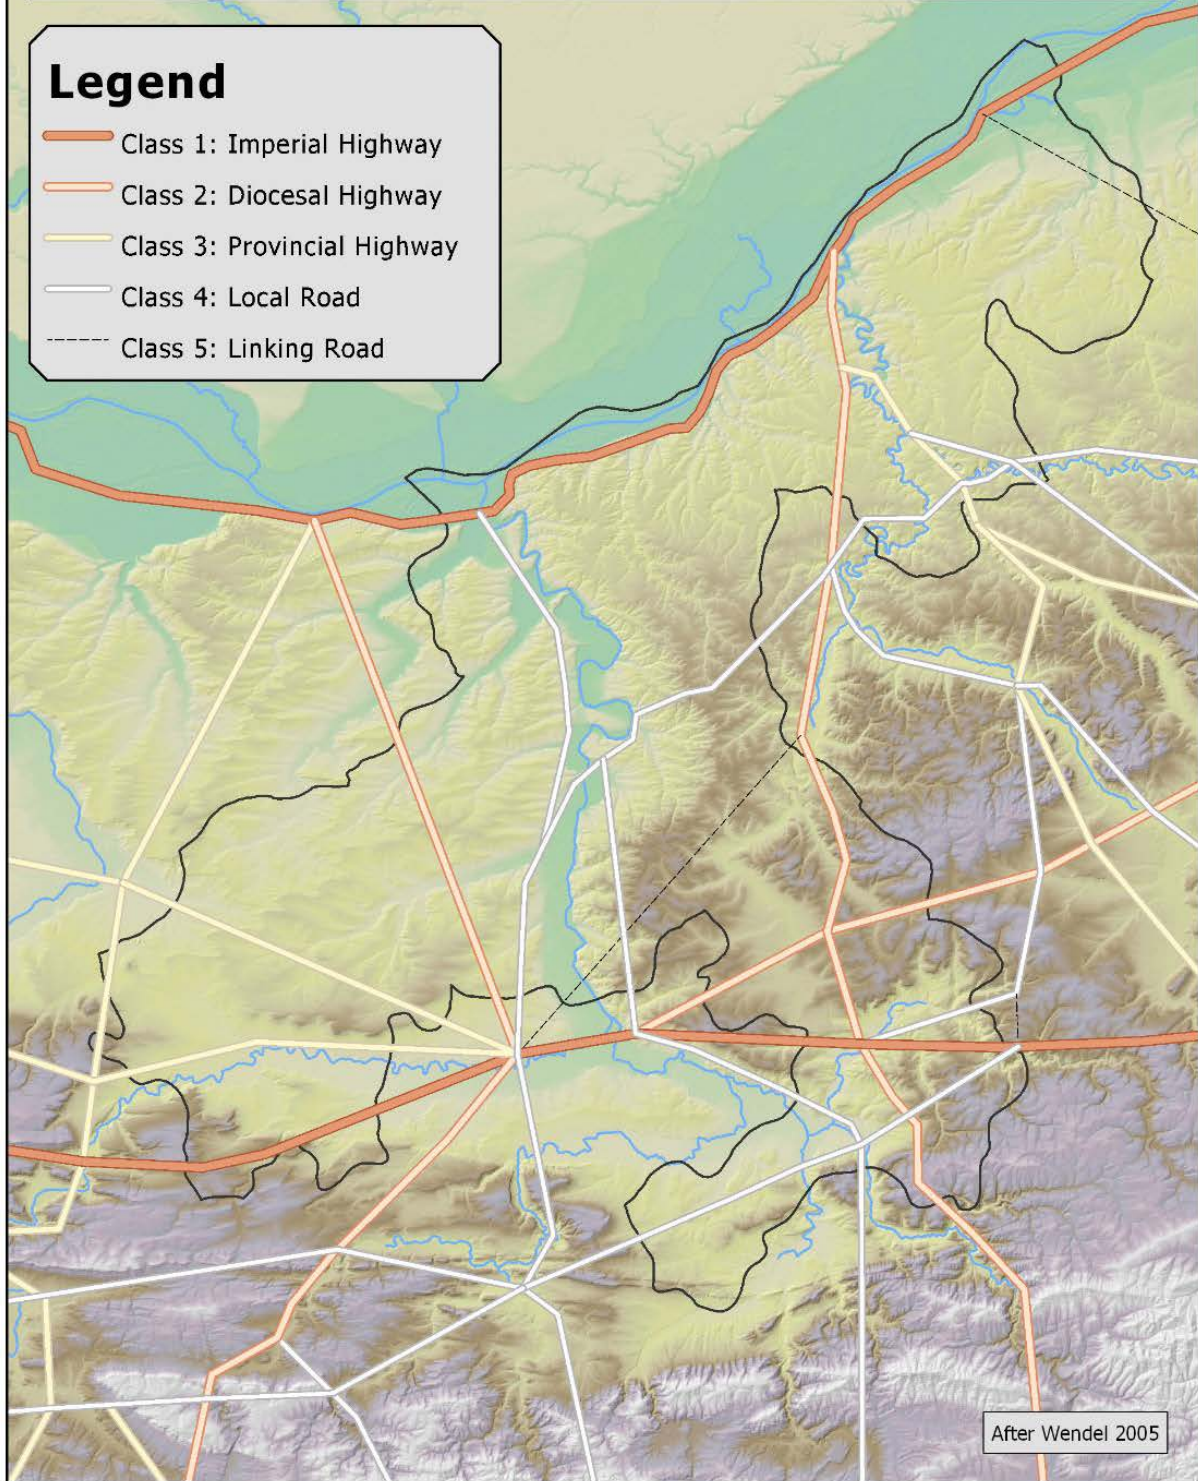 Legend
Class 1: Imperial Highway
Class 2: Diocesal Highway
Class 3: Provincial Highway
Class 4: Local Road
Class 5: Linking Road
After Wendel 2005